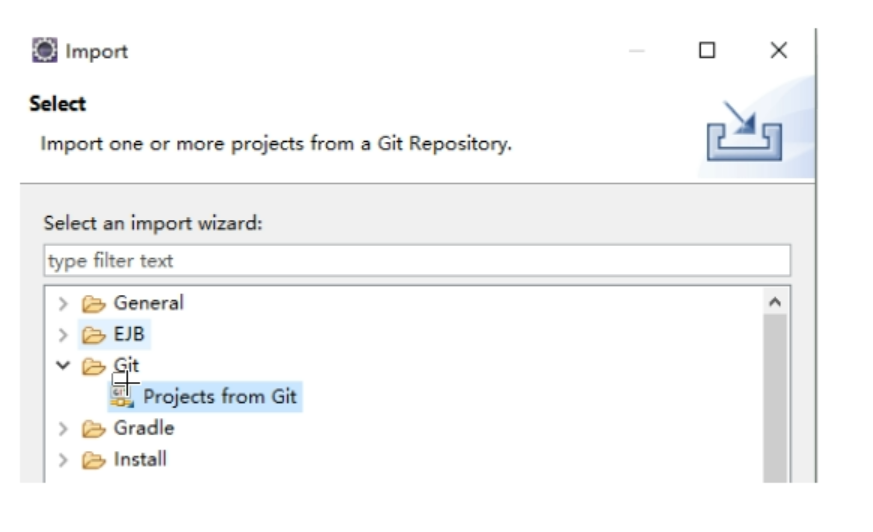 Import
Select
Import one or more projects from a Git Repository.
Select an import wizard:
type filter text
General
EJB
Git
Projects from Git
Gradle
Install